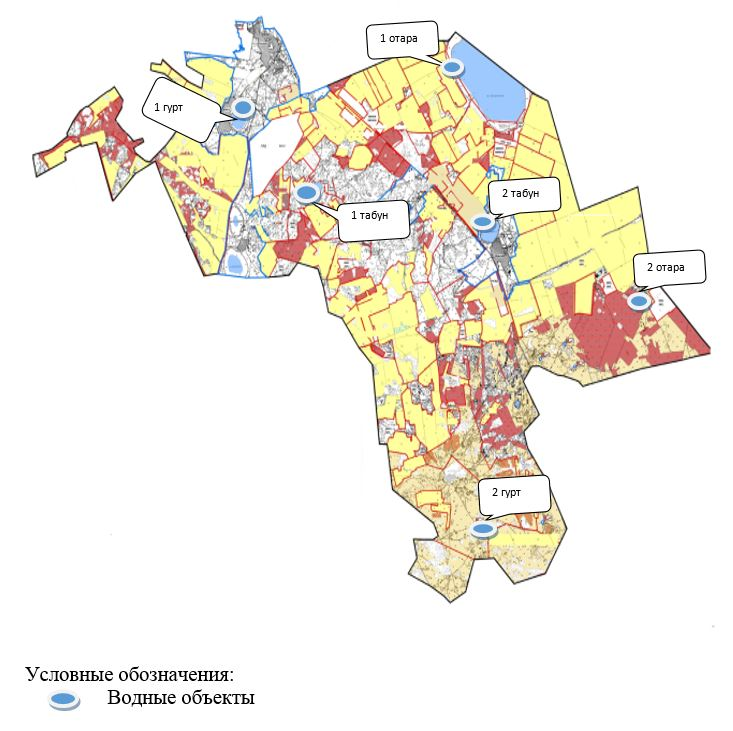 1 отара
1 гурт
2 табун
1 табун
2 отара
2 гурт
Условные обозначения:
Водные объекты